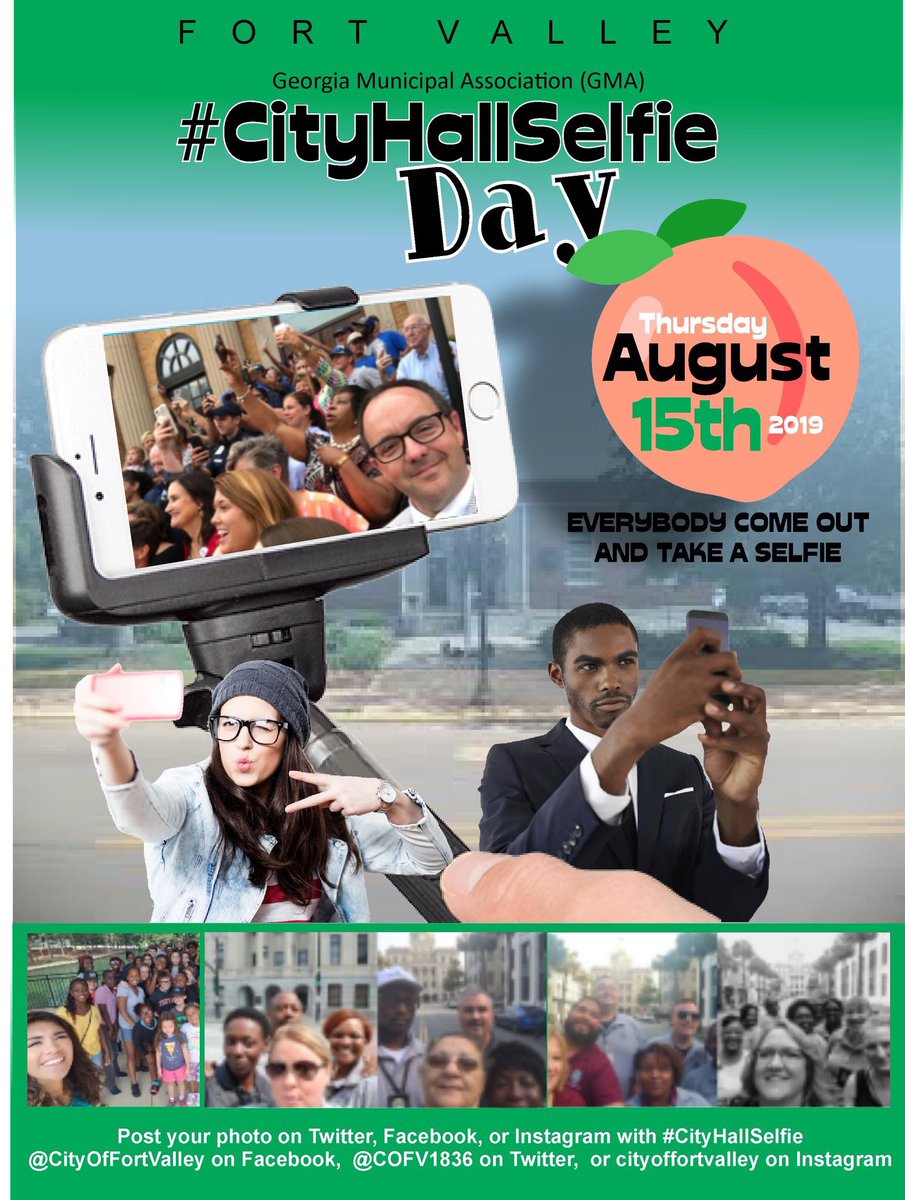 FORT VALLEY
Georgia Municipal Association (GMA)
#CityHallSelfie
Day
Thursday
August
15th 2019
EVERYBODY COME OUT
AND TAKE A SELFIE
Post your photo on Twitter, Facebook, or Instagram with #CityHallSelfie
@CityOfFortValley on Facebook, @COFV1836 on Twitter, or cityoffortvalley on Instagram